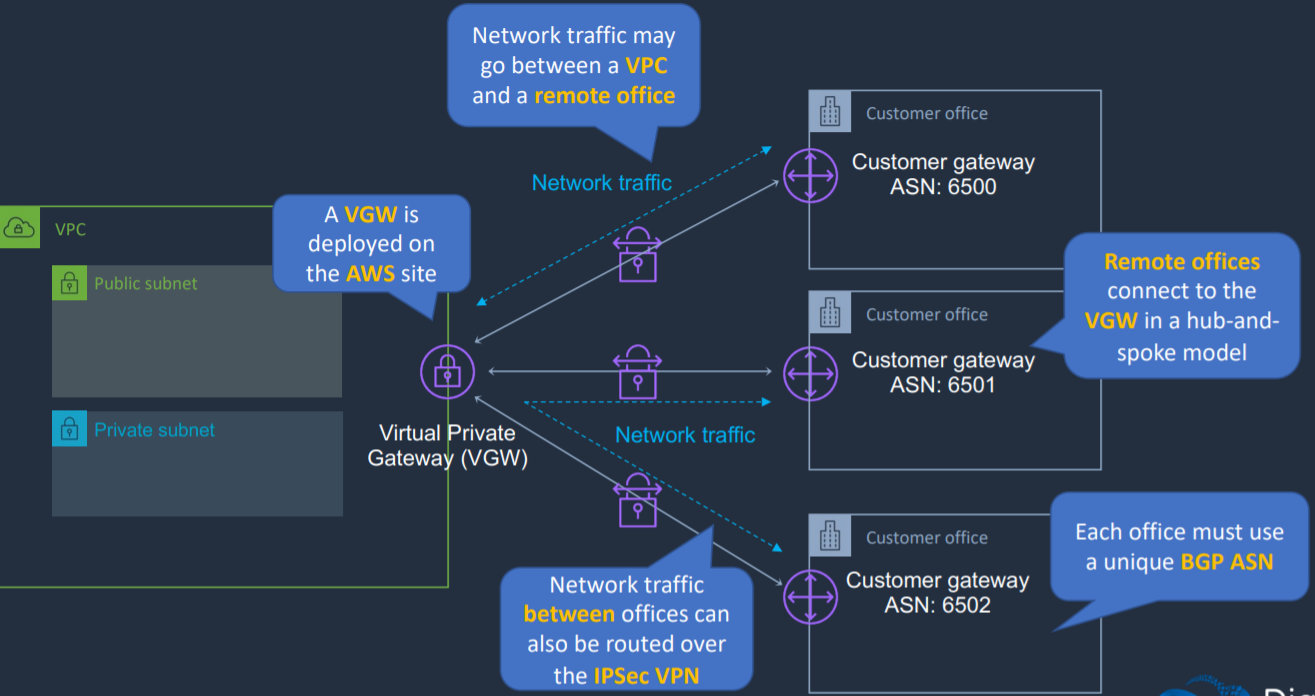 Network traffic may
go between a VPC
and a remote office
Customer office
Customer gateway
ASN: 6500
Network traffic
A VGW is
deployed on
the AWS site
VPC
Public subnet
Remote offices
connect to the
VGW in a hub-and-
spoke model
Customer office
Customer gateway
ASN: 6501
Private subnet
Virtual Private
Gateway (VGW)
Network traffic
Each office must use
a unique BGP ASN
Customer office
Customer gateway
ASN: 6502
Network traffic
between offices can
also be routed over
the IPSec VPN